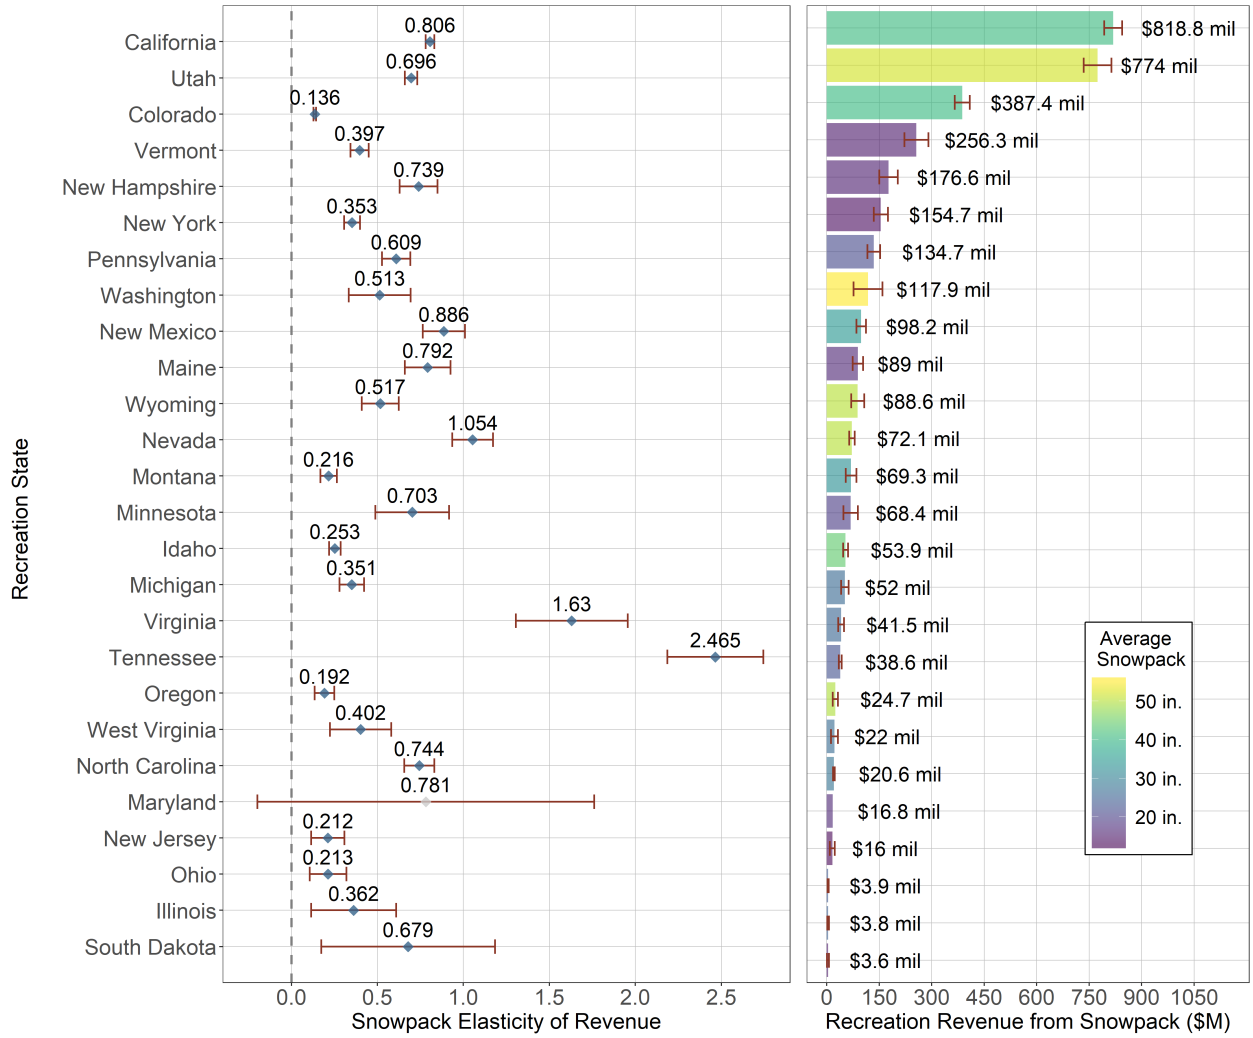 Recreation State
California
Utah
Colorado
Vermont
New Hampshire
New York
Pennsylvania
Washington
New Mexico
Maine
Wyoming
Nevada
Montana
Minnesota
Idaho
Michigan
Virginia
Tennessee
Oregon
West Virginia
North Carolina
Maryland
New Jersey
Ohio
Illinois
South Dakota
0.806
0.696
0.136
0.397
0.739
0.353
0.609
0.513
0.886
0.792
0.517
1.054
0.216
0.703
0.253
0.351
1.63
2.465
0.192
0.402
0.744
0.781
0.212
0.213
0.362
0.679
0.0 0.5 1.0 1.5 2.0 2.5
Snowpack Elasticity of Revenue
$818.8 mil
$774 mil
$387.4 mil
$256.3 mil
$176.6 mil
$154.7 mil
$134.7 mil
$117.9 mil
$98.2 mil
$89 mil
$88.6 mil
$72.1 mil
$69.3 mil
$68.4 mil
$53.9 mil
$52 mil
$41.5 mil
$38.6 mil
$24.7 mil
$22 mil
$20.6 mil
$16.8 mil
$16 mil
$3.9 mil
$3.8 mil
$3.6 mil
Average
Snowpack
50 in.
40 in.
30 in.
20 in.
0 150 300 450 600 750 900 1050
Recreation Revenue from Snowpack ($M)